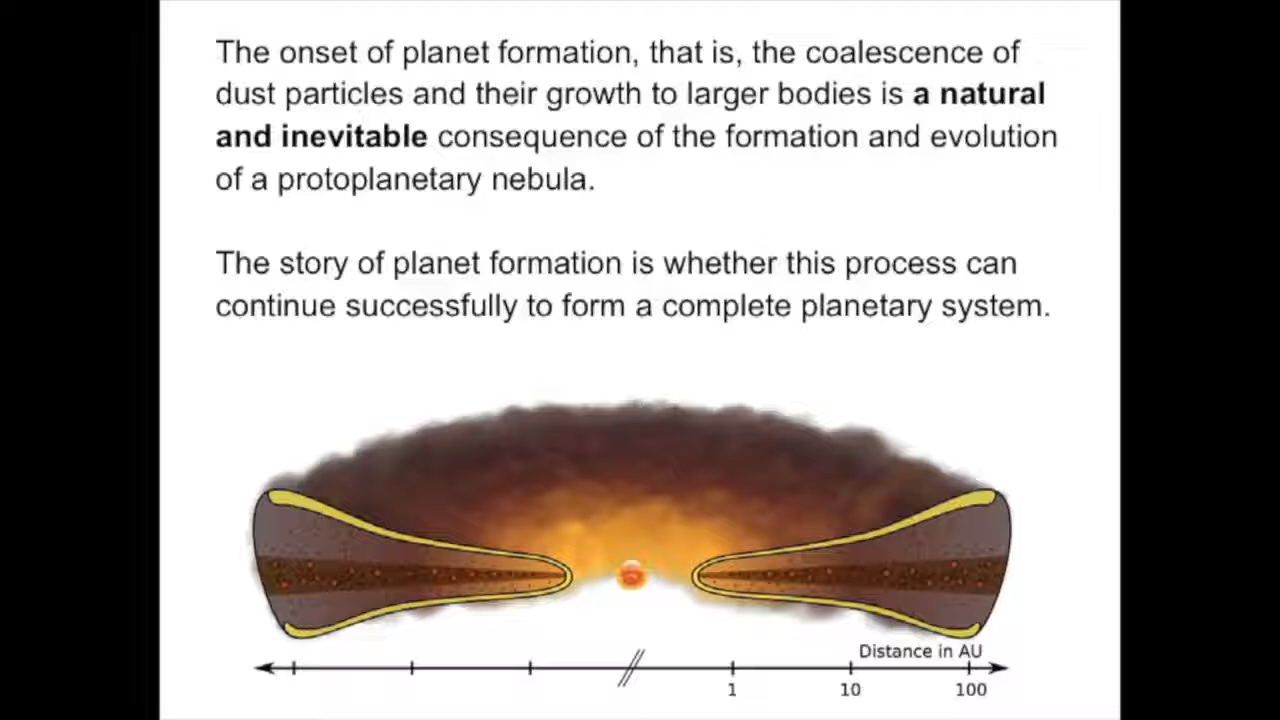 The onset of planet formation, that is, the coalescence of
dust particles and their growth to larger bodies is a natural
and inevitable consequence of the formation and evolution
of a protoplanetary nebula.
The story of planet formation is whether this process can
continue successfully to form a complete planetary system.
Distance in AU
1 10 100